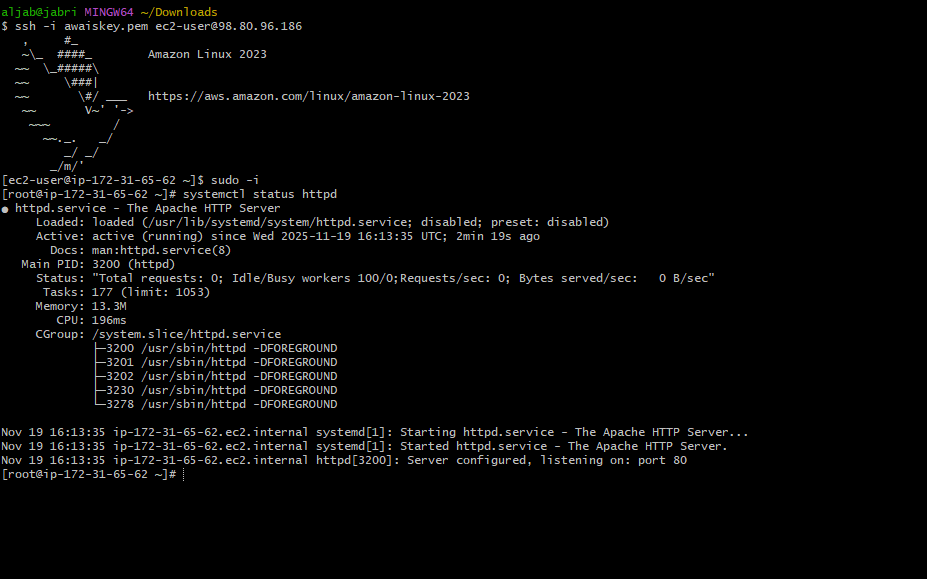 aljab@jabri MINGW64 ~/Downloads
$ ssh -i awaiskey.pem ec2-user@98.80.96.186
   ,     #_
   ~\_  ####_        Amazon Linux 2023
  ~~  \_#####\
  ~~     \###|
  ~~       \#/ ___   https://aws.amazon.com/linux/amazon-linux-2023
   ~~       V~' '->
    ~~~         /
      ~~._.   _/
         _/ _/
       _/m/'
[ec2-user@ip-172-31-65-62 ~]$ sudo -i
[root@ip-172-31-65-62 ~]# systemctl status httpd
● httpd.service - The Apache HTTP Server
     Loaded: loaded (/usr/lib/systemd/system/httpd.service; disabled; preset: disabled)
     Active: active (running) since Wed 2025-11-19 16:13:35 UTC; 2min 19s ago
       Docs: man:httpd.service(8)
   Main PID: 3200 (httpd)
     Status: "Total requests: 0; Idle/Busy workers 100/0;Requests/sec: 0; Bytes served/sec:   0 B/sec"
      Tasks: 177 (limit: 1053)
     Memory: 13.3M
        CPU: 196ms
     CGroup: /system.slice/httpd.service
             ├─3200 /usr/sbin/httpd -DFOREGROUND
             ├─3201 /usr/sbin/httpd -DFOREGROUND
             ├─3202 /usr/sbin/httpd -DFOREGROUND
             ├─3230 /usr/sbin/httpd -DFOREGROUND
             └─3278 /usr/sbin/httpd -DFOREGROUND
Nov 19 16:13:35 ip-172-31-65-62.ec2.internal systemd[1]: Starting httpd.service - The Apache HTTP Server...
Nov 19 16:13:35 ip-172-31-65-62.ec2.internal systemd[1]: Started httpd.service - The Apache HTTP Server.
Nov 19 16:13:35 ip-172-31-65-62.ec2.internal httpd[3200]: Server configured, listening on: port 80
[root@ip-172-31-65-62 ~]#